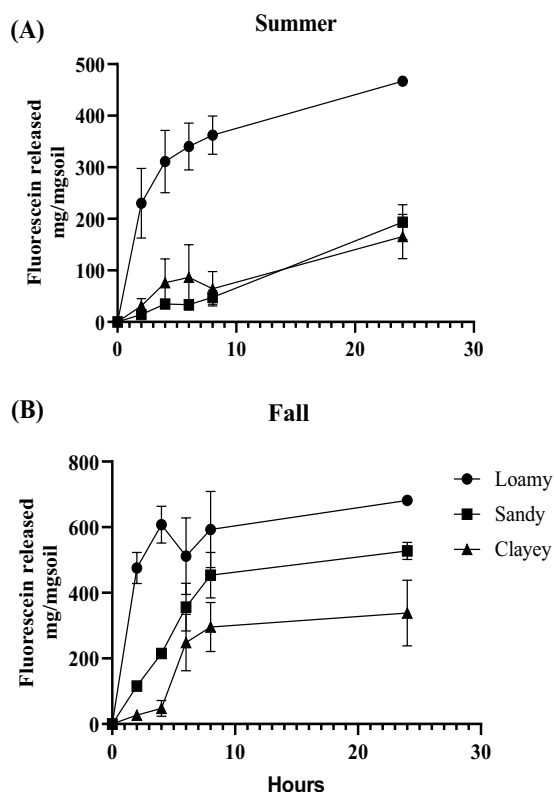 (A)
Summer
Fluorescein released
mg/mgsoil
500
400
300
200
100
0
0
10
20
30
(B)
Fall
Fluorescein released
mg/mgsoil
800
600
400
200
0
0
10
20
30
Hours
Loamy
Sandy
Clayey